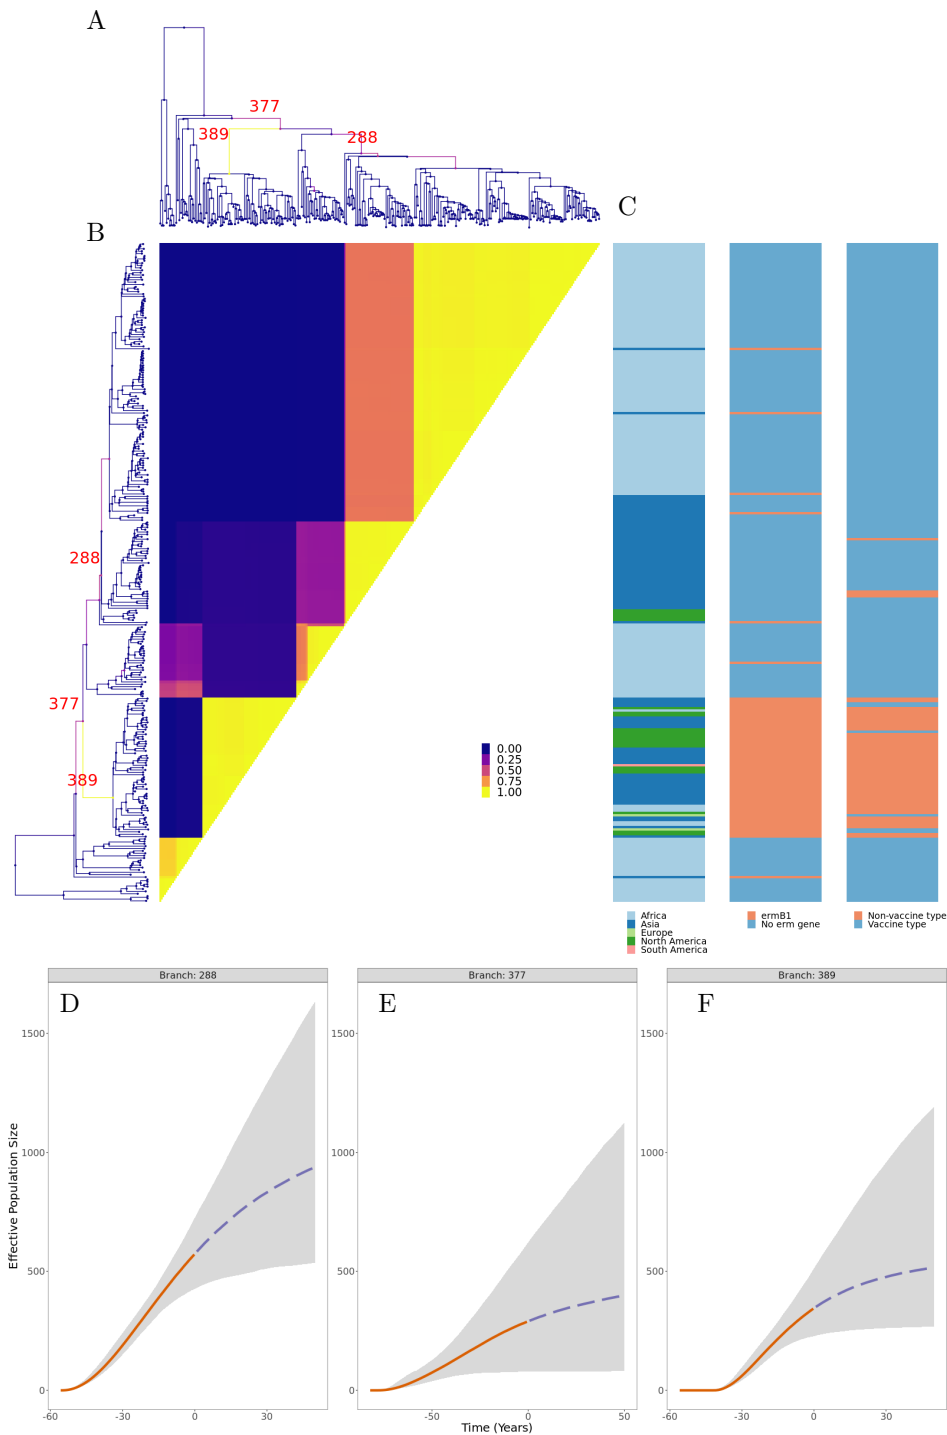 A
377
389
288
B
C
288
377
389
0.00
0.25
0.50
0.75
1.00
Africa
Asia
Europe
North America
South America
ermB1
No erm gene
Non-vaccine type
Vaccine type
Branch: 288
Branch: 377
Branch: 389
D
E
F
Effective Population Size
1500
1000
500
0
1500
1000
500
0
1500
1000
500
0
-60
-30
0
30
-50
0
50
-60
-30
0
30
Time (Years)